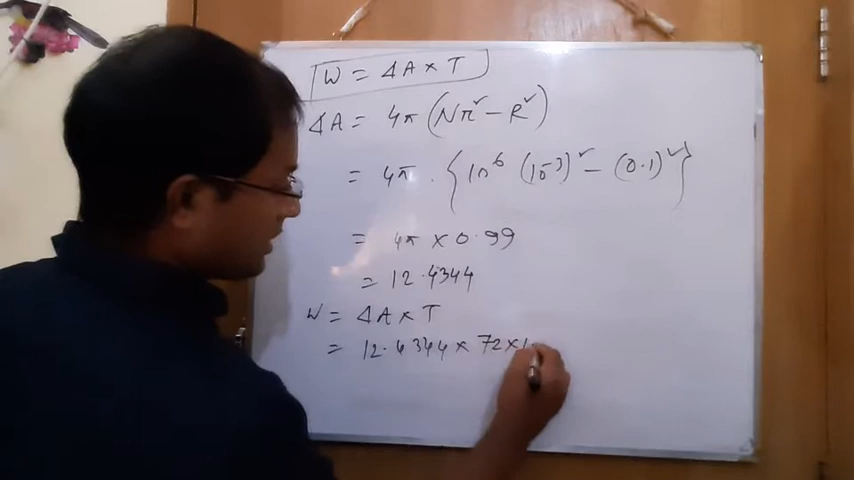 W = ΔA × T
ΔA = 4π (Nr² − R²)
= 4π . { 10⁶ (10⁻³)² − (0.1)² }
= 4π × 0.99
= 12.4344
W = ΔA × T
= 12.4344 × 72 × 1